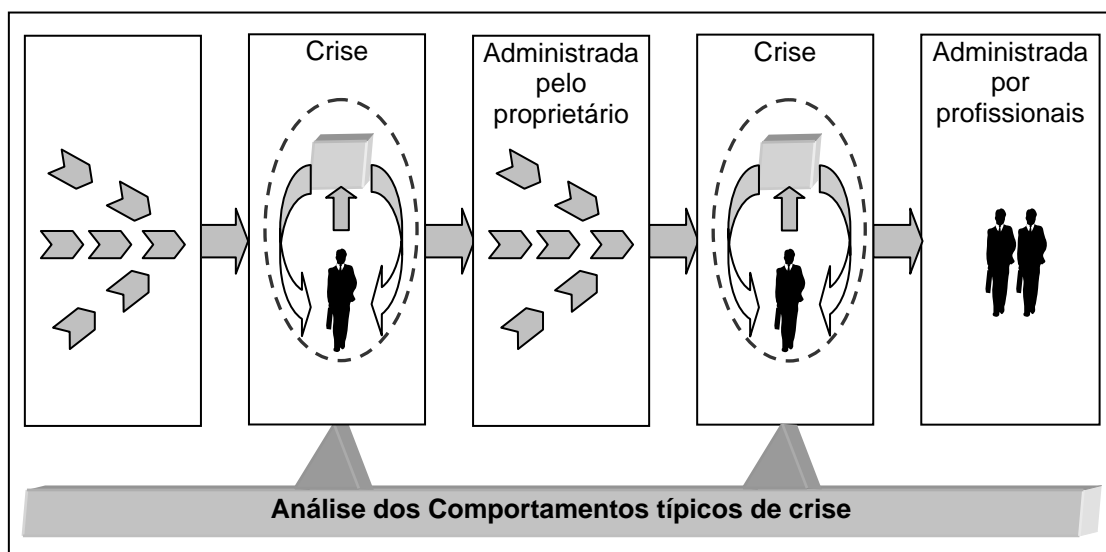 Crise
Administrada
pelo
proprietário
Crise
Administrada
por
profissionais
Análise dos Comportamentos típicos de crise